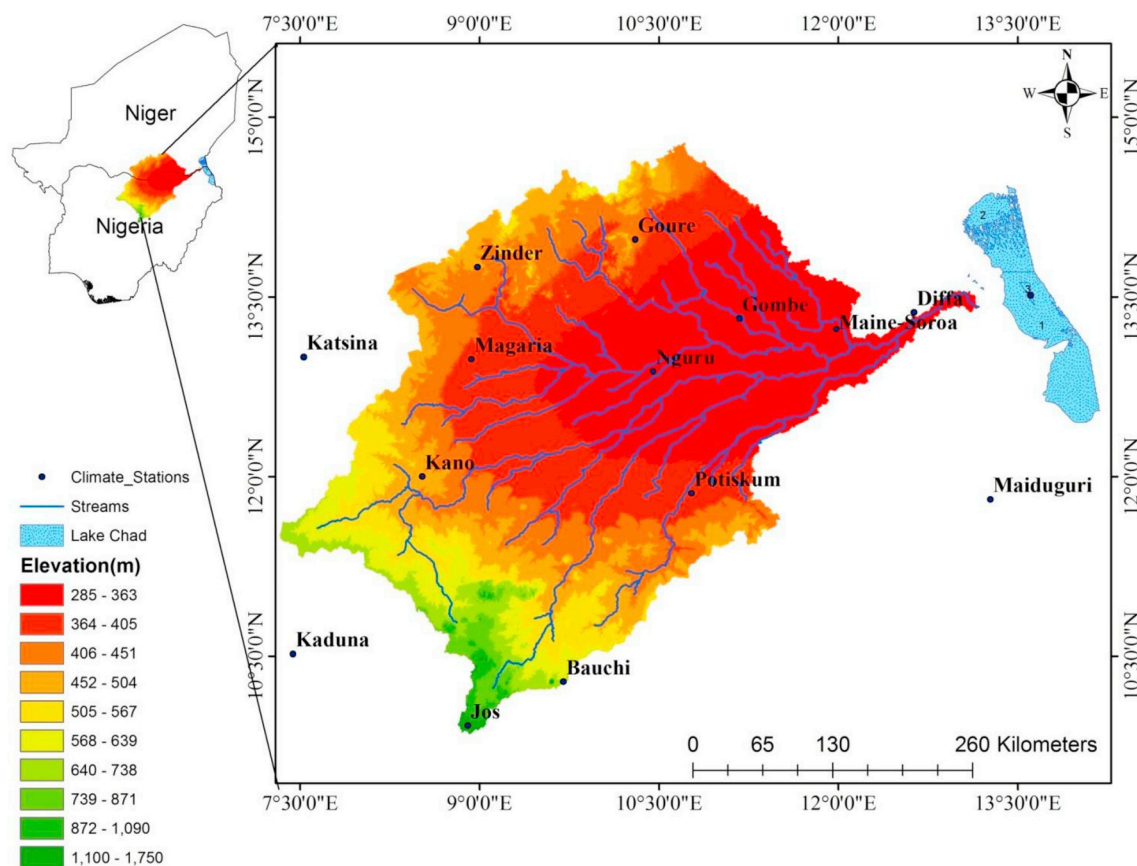 7°30'0"E
9°0'0"E
10°30'0"E
12°0'0"E
13°30'0"E
N
W
E
S
Niger
Nigeria
15°0'0"N
15°0'0"N
13°30'0"N
13°30'0"N
12°0'0"N
12°0'0"N
10°30'0"N
10°30'0"N
Goure
Zinder
Gombe
Diffa
Maine-Soroa
Katsina
Magaria
Nguru
Kano
Potiskum
Maiduguri
Kaduna
Bauchi
Jos
2
3
1
Climate_Stations
Streams
Lake Chad
Elevation(m)
285 - 363
364 - 405
406 - 451
452 - 504
505 - 567
568 - 639
640 - 738
739 - 871
872 - 1,090
1,100 - 1,750
0 65 130 260 Kilometers
7°30'0"E
9°0'0"E
10°30'0"E
12°0'0"E
13°30'0"E